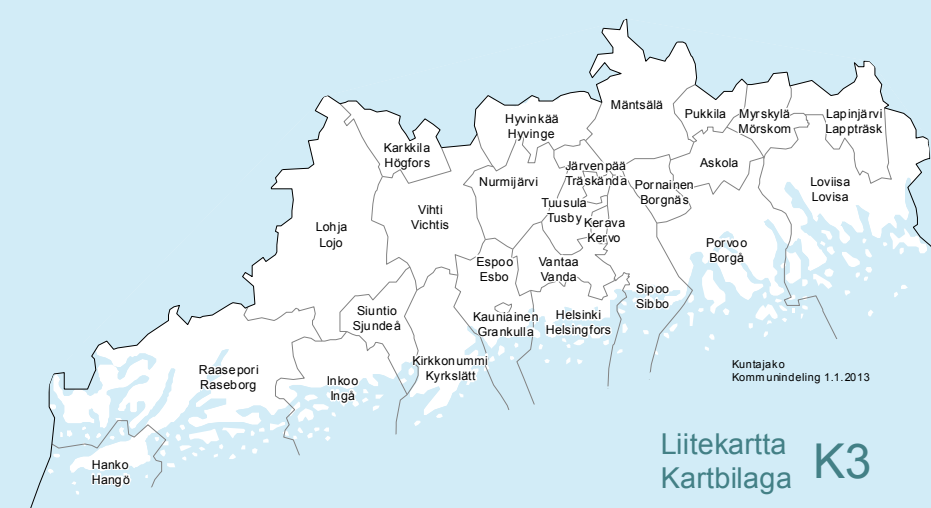 Mäntsälä
Pukkila
Myrskylä
Mörskom
Lapinjärvi
Lappträsk
Hyvinkää
Hyvinge
Karkkila
Högfors
Askola
Järvenpää
Träskända
Nurmijärvi
Pornainen
Borgnäs
Loviisa
Lovisa
Tuusula
Tusby
Vihti
Vichtis
Kerava
Kervo
Lohja
Lojo
Porvoo
Borgå
Espoo
Esbo
Vantaa
Vanda
Sipoo
Sibbo
Siuntio
Sjundeå
Kauniainen
Grankulla
Helsinki
Helsingfors
Kirkkonummi
Kyrkslätt
Raasepori
Raseborg
Inkoo
Ingå
Kuntajako
Kommunindeling 1.1.2013
Hanko
Hangö
Liitekartta
Kartbilaga
K3